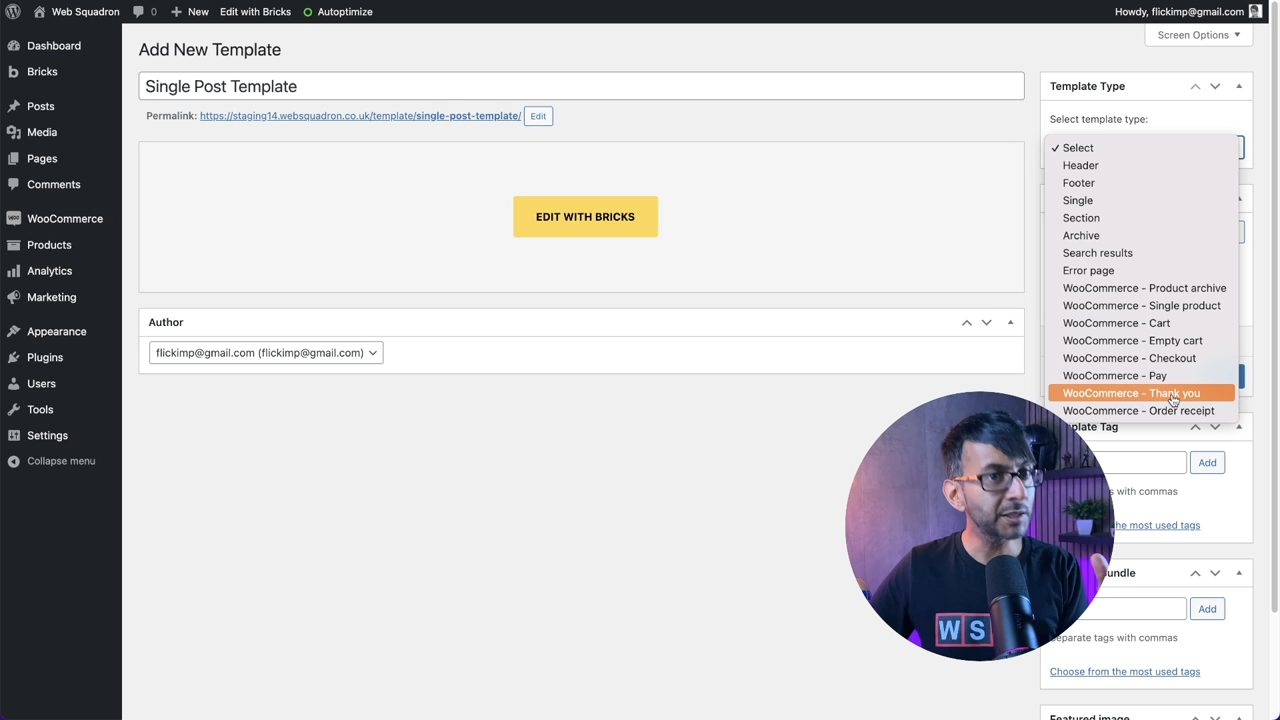 Web Squadron
0
New
Edit with Bricks
Autoptimize
Howdy, flickimp@gmail.com
Dashboard
Bricks
Posts
Media
Pages
Comments
WooCommerce
Products
Analytics
Marketing
Appearance
Plugins
Users
Tools
Settings
Collapse menu
Screen Options
Add New Template
Single Post Template
Permalink: https://staging14.websquadron.co.uk/template/single-post-template/
Edit
EDIT WITH BRICKS
Author
flickimp@gmail.com (flickimp@gmail.com)
Template Type
Select template type:
Select
Header
Footer
Single
Section
Archive
Search results
Error page
WooCommerce - Product archive
WooCommerce - Single product
WooCommerce - Cart
WooCommerce - Empty cart
WooCommerce - Checkout
WooCommerce - Pay
WooCommerce - Thank you
WooCommerce - Order receipt
Tag
Add
with commas
the most used tags
Add
tags with commas
Choose from the most used tags
Featured image
WS